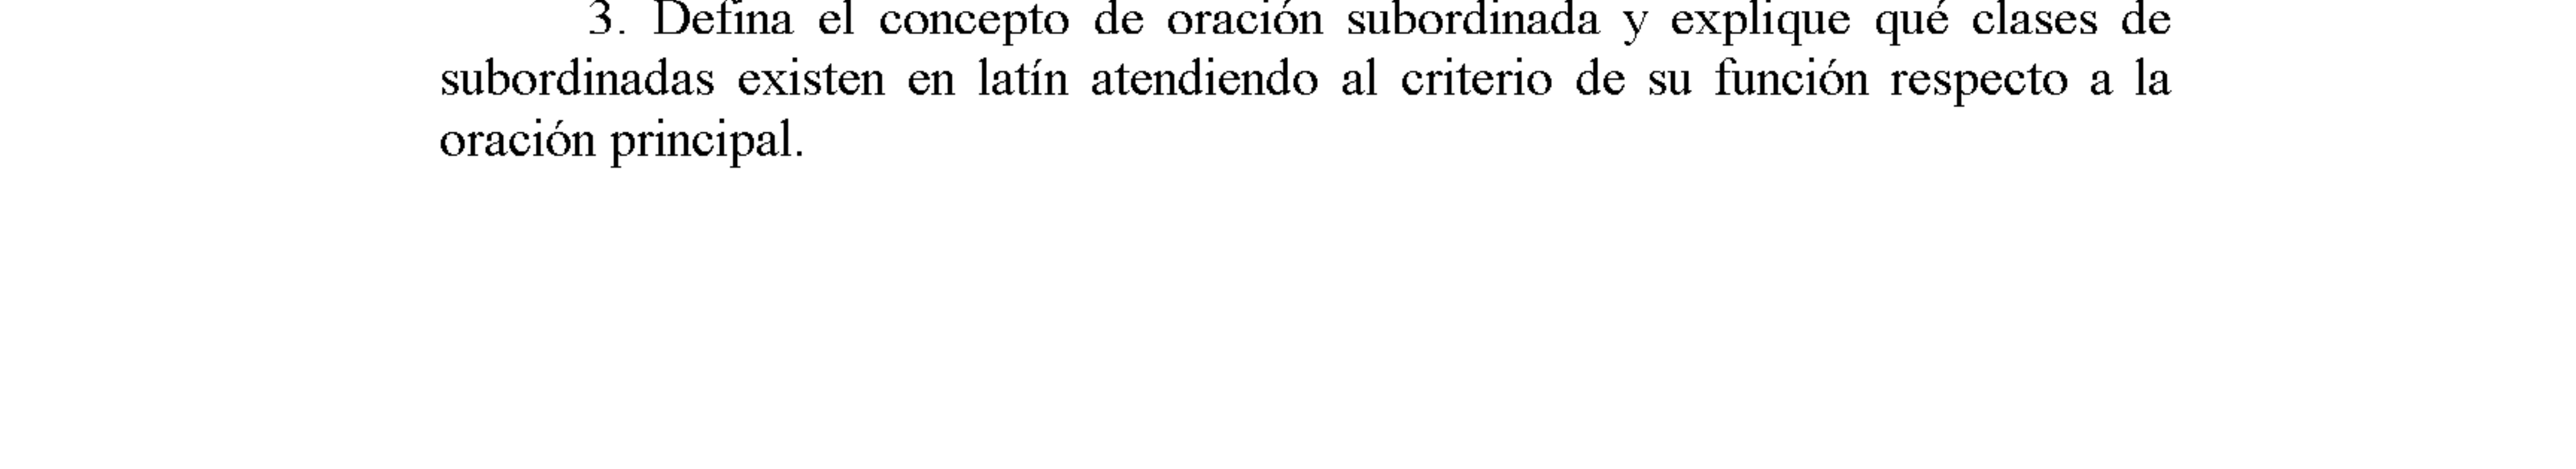 3. Defina el concepto de oración subordinada y explique qué clases de
subordinadas existen en latín atendiendo al criterio de su función respecto a la
oración principal.